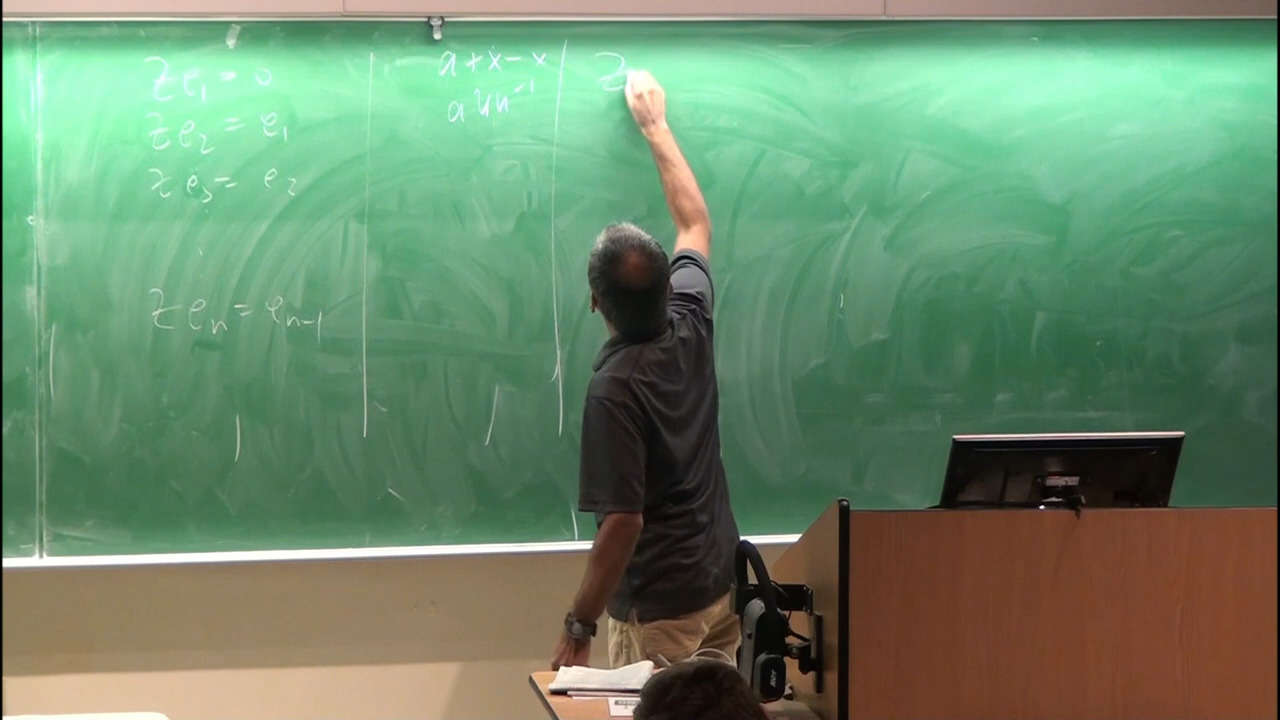 Ze₁ = 0
Ze₂ = e₁
Ze₃ = e₂
⋮
Zeₙ = eₙ₋₁
a + x - x
a u u⁻¹
Z